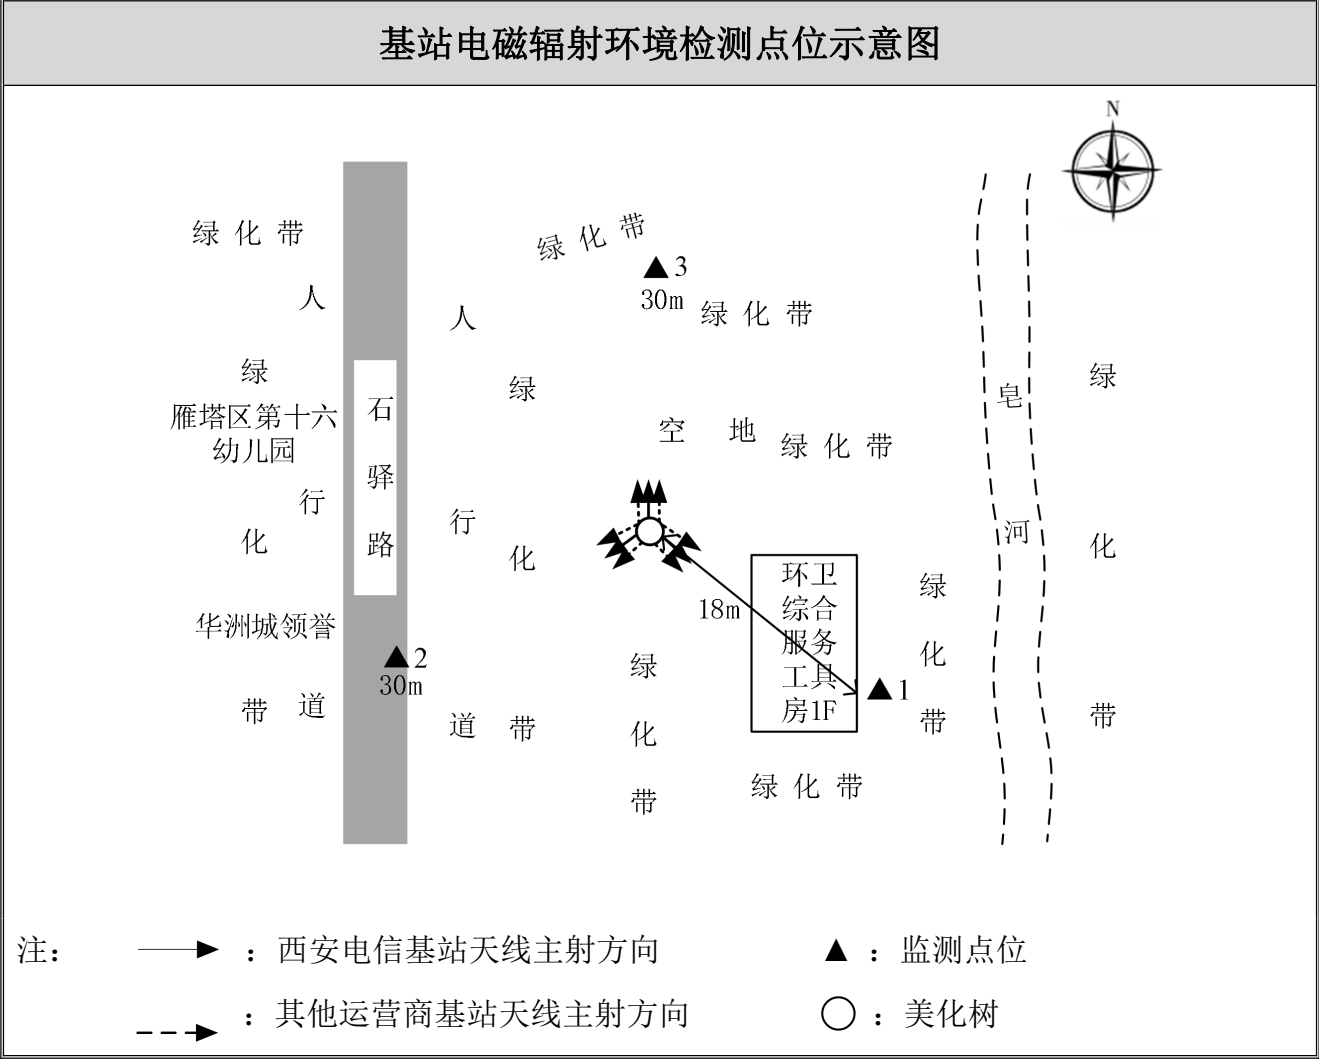 基站电磁辐射环境检测点位示意图
N
绿化带
绿化带
3
30m
绿化带
人
人
绿
雁塔区第十六
幼儿园
行
化
华洲城领誉
带
道
石驿路
2
30m
行
道
绿化带
空地
绿化带
18m
环卫
综合
服务
工具
房1F
1
绿化带
绿化带
绿化带
皂河
绿化带
注：
：西安电信基站天线主射方向
：监测点位
：其他运营商基站天线主射方向
：美化树